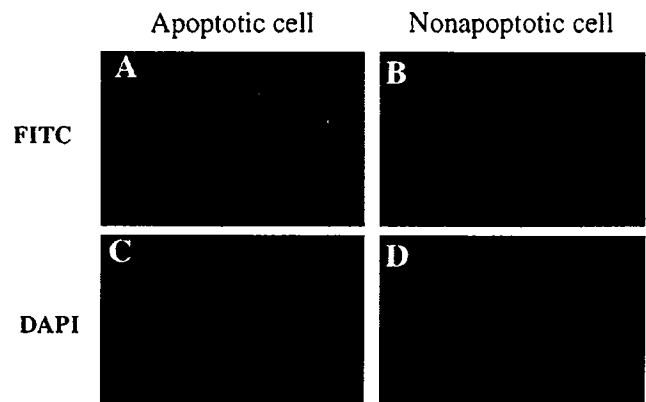 Apoptotic cell Nonapoptotic cell
A B
FITC
C D
DAPI